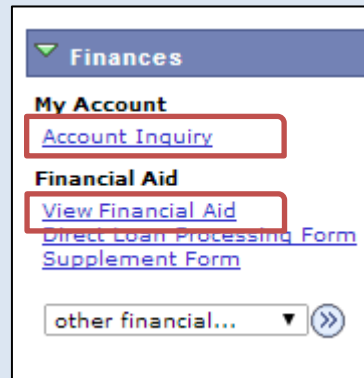 Finances
My Account
Account Inquiry
Financial Aid
View Financial Aid
Direct Loan Processing Form
Supplement Form
other financial...